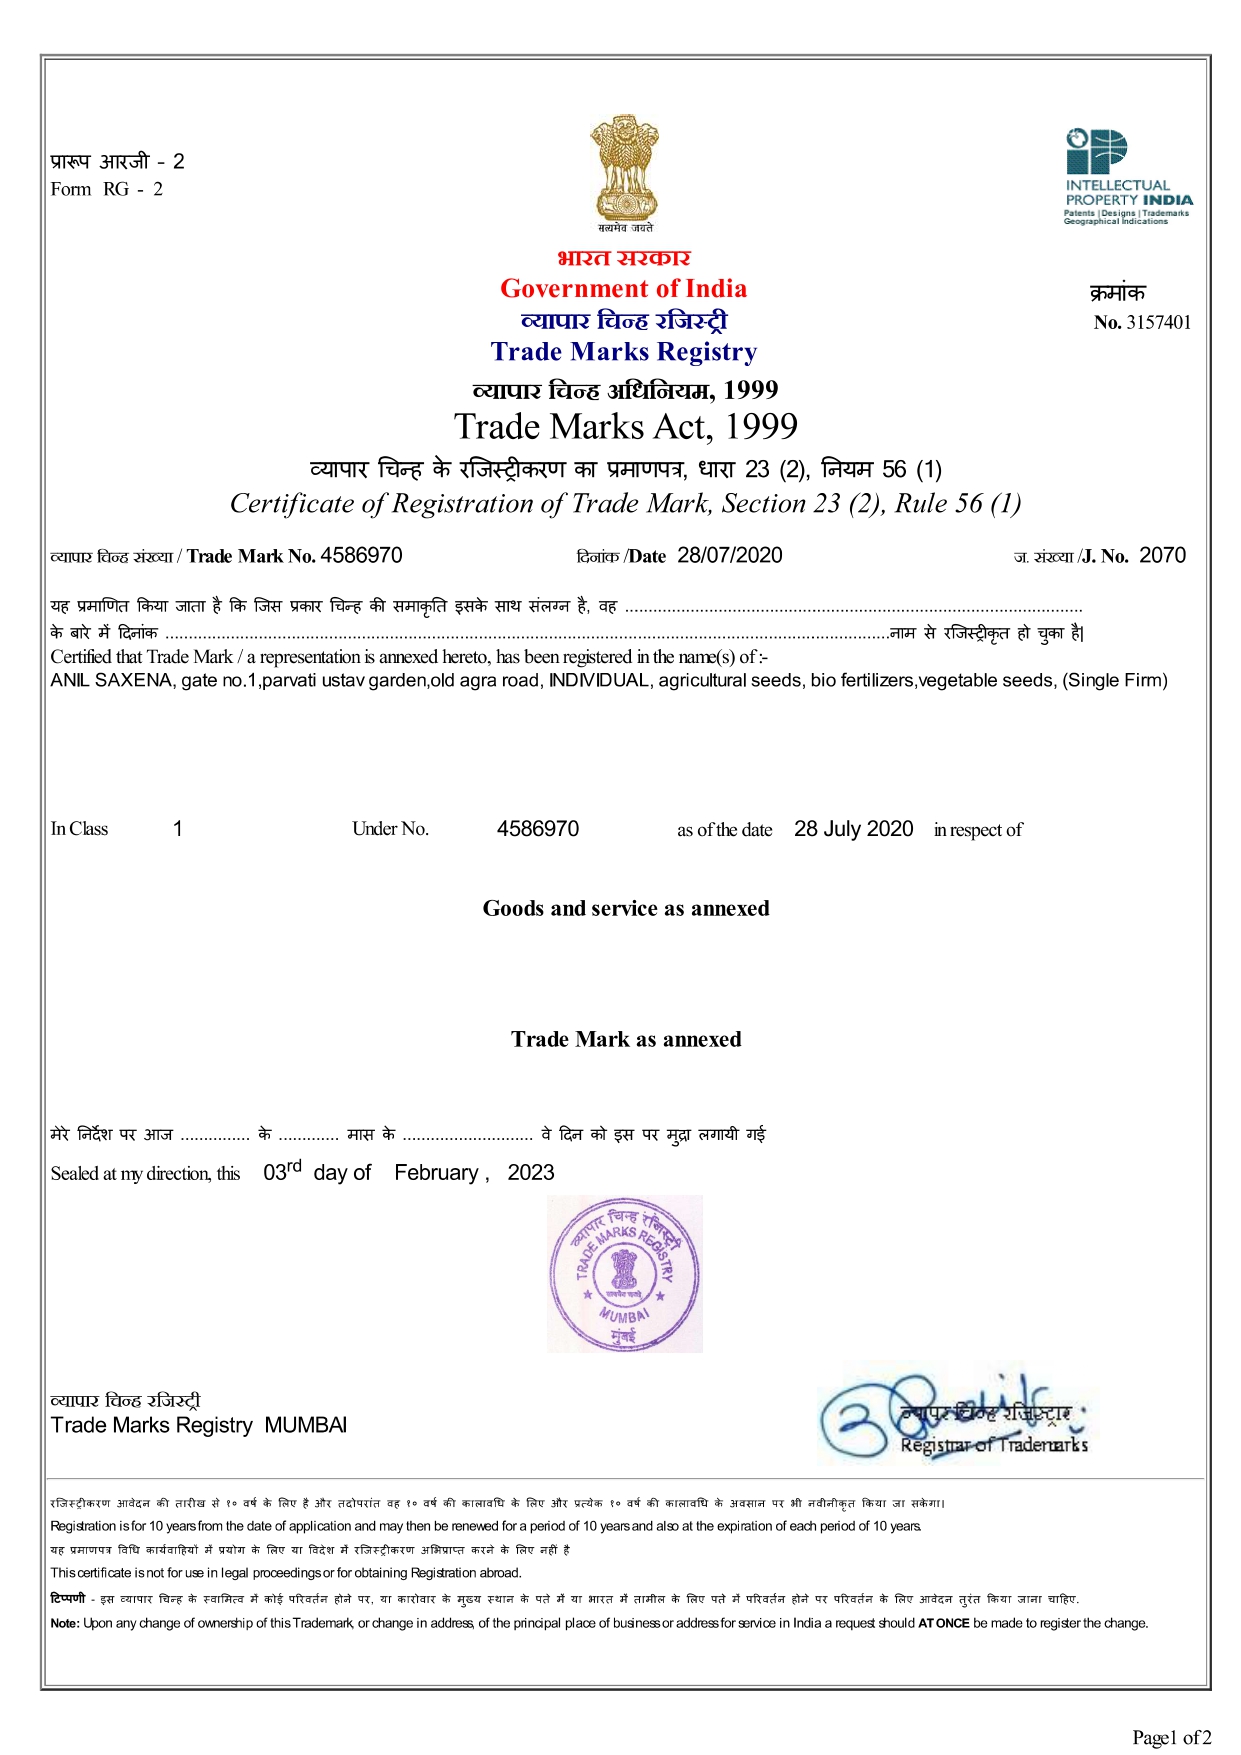 प्रारूप आरजी - 2
Form RG - 2
सत्यमेव जयते
INTELLECTUAL
PROPERTY INDIA
Patents | Designs | Trademarks
Geographical Indications
भारत सरकार
Government of India
व्यापार चिन्ह रजिस्ट्री
Trade Marks Registry
क्रमांक
No. 3157401
व्यापार चिन्ह अधिनियम, 1999
Trade Marks Act, 1999
व्यापार चिन्ह के रजिस्ट्रीकरण का प्रमाणपत्र, धारा 23 (2), नियम 56 (1)
Certificate of Registration of Trade Mark, Section 23 (2), Rule 56 (1)
व्यापार चिन्ह संख्या / Trade Mark No. 4586970 दिनांक /Date 28/07/2020 ज. संख्या /J. No. 2070
यह प्रमाणित किया जाता है कि जिस प्रकार चिन्ह की समाकृति इसके साथ संलग्न है, वह ..................................................................................................
के बारे में दिनांक ...........................................................................................................................................................नाम से रजिस्ट्रीकृत हो चुका है|
Certified that Trade Mark / a representation is annexed hereto, has been registered in the name(s) of :-
ANIL SAXENA, gate no.1,parvati ustav garden,old agra road, INDIVIDUAL, agricultural seeds, bio fertilizers,vegetable seeds, (Single Firm)
In Class 1 Under No. 4586970 as of the date 28 July 2020 in respect of
Goods and service as annexed
Trade Mark as annexed
मेरे निर्देश पर आज ............... के ............. मास के ............................ वे दिन को इस पर मुद्रा लगायी गई
Sealed at my direction, this 03rd day of February , 2023
व्यापार चिन्ह रजिस्ट्री
TRADE MARKS REGISTRY
सत्यमेव जयते
MUMBAI
मुंबई
व्यापार चिन्ह रजिस्ट्री
Trade Marks Registry MUMBAI
व्यापार चिन्ह रजिस्ट्रार
Registrar of Trademarks
रजिस्ट्रीकरण आवेदन की तारीख से १० वर्ष के लिए है और तदोपरांत वह १० वर्ष की कालावधि के लिए और प्रत्येक १० वर्ष की कालावधि के अवसान पर भी नवीनीकृत किया जा सकेगा।
Registration is for 10 years from the date of application and may then be renewed for a period of 10 years and also at the expiration of each period of 10 years.
यह प्रमाणपत्र विधि कार्यवाहियों में प्रयोग के लिए या विदेश में रजिस्ट्रीकरण अभिप्राप्त करने के लिए नहीं है
This certificate is not for use in legal proceedings or for obtaining Registration abroad.
टिप्पणी - इस व्यापार चिन्ह के स्वामित्व में कोई परिवर्तन होने पर, या कारोवार के मुख्य स्थान के पते में या भारत में तामील के लिए पते में परिवर्तन होने पर परिवर्तन के लिए आवेदन तुरंत किया जाना चाहिए.
Note: Upon any change of ownership of this Trademark, or change in address, of the principal place of business or address for service in India a request should AT ONCE be made to register the change.
Page1 of 2